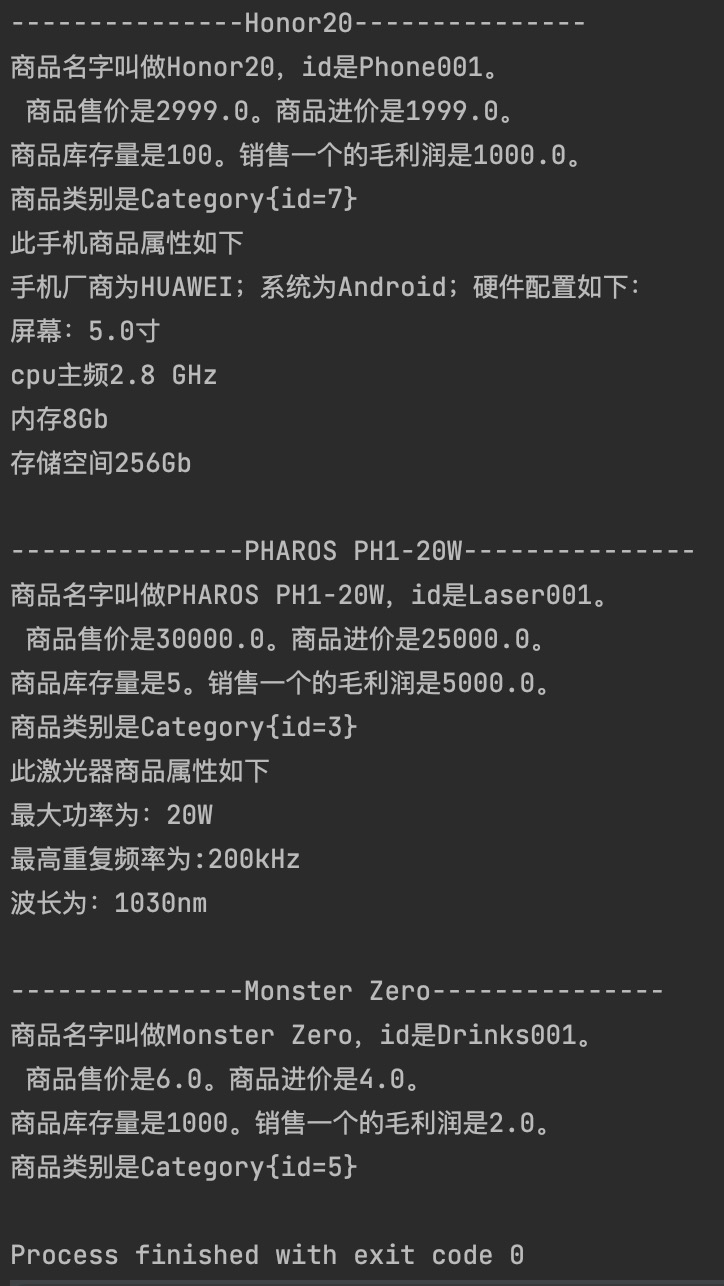 ---------------Honor20---------------
商品名字叫做Honor20，id是Phone001。
 商品售价是2999.0。商品进价是1999.0。
商品库存量是100。销售一个的毛利润是1000.0。
商品类别是Category{id=7}
此手机商品属性如下
手机厂商为HUAWEI；系统为Android；硬件配置如下：
屏幕：5.0寸
cpu主频2.8 GHz
内存8Gb
存储空间256Gb

---------------PHAROS PH1-20W---------------
商品名字叫做PHAROS PH1-20W，id是Laser001。
 商品售价是30000.0。商品进价是25000.0。
商品库存量是5。销售一个的毛利润是5000.0。
商品类别是Category{id=3}
此激光器商品属性如下
最大功率为：20W
最高重复频率为:200kHz
波长为：1030nm

---------------Monster Zero---------------
商品名字叫做Monster Zero，id是Drinks001。
 商品售价是6.0。商品进价是4.0。
商品库存量是1000。销售一个的毛利润是2.0。
商品类别是Category{id=5}

Process finished with exit code 0